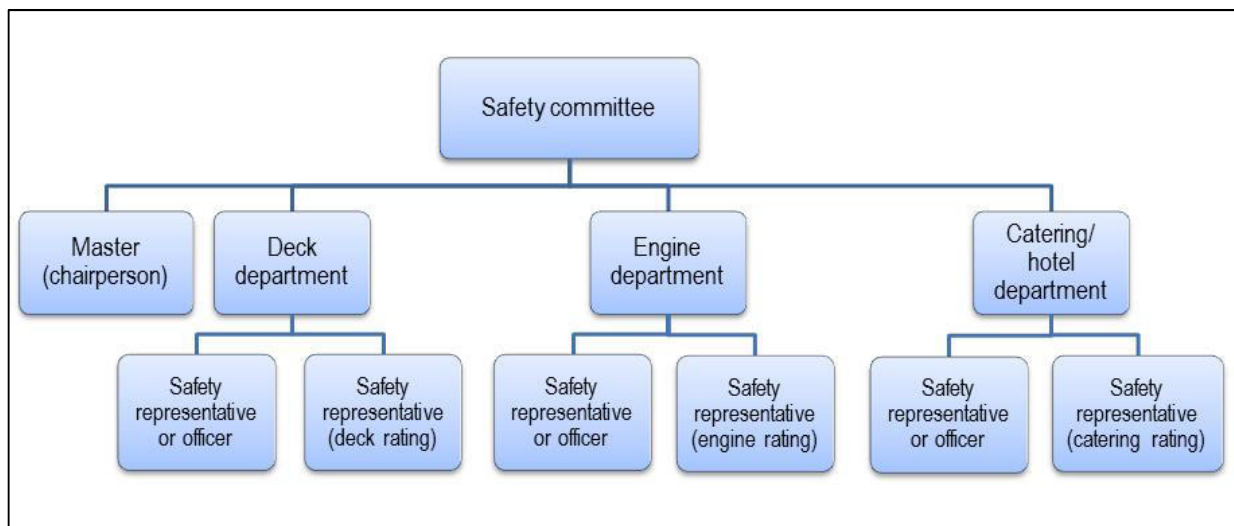 Safety committee
Master
(chairperson)
Deck
department
Engine
department
Catering/
hotel
department
Safety
representative
or officer
Safety
representative
(deck rating)
Safety
representative
or officer
Safety
representative
(engine rating)
Safety
representative
or officer
Safety
representative
(catering rating)